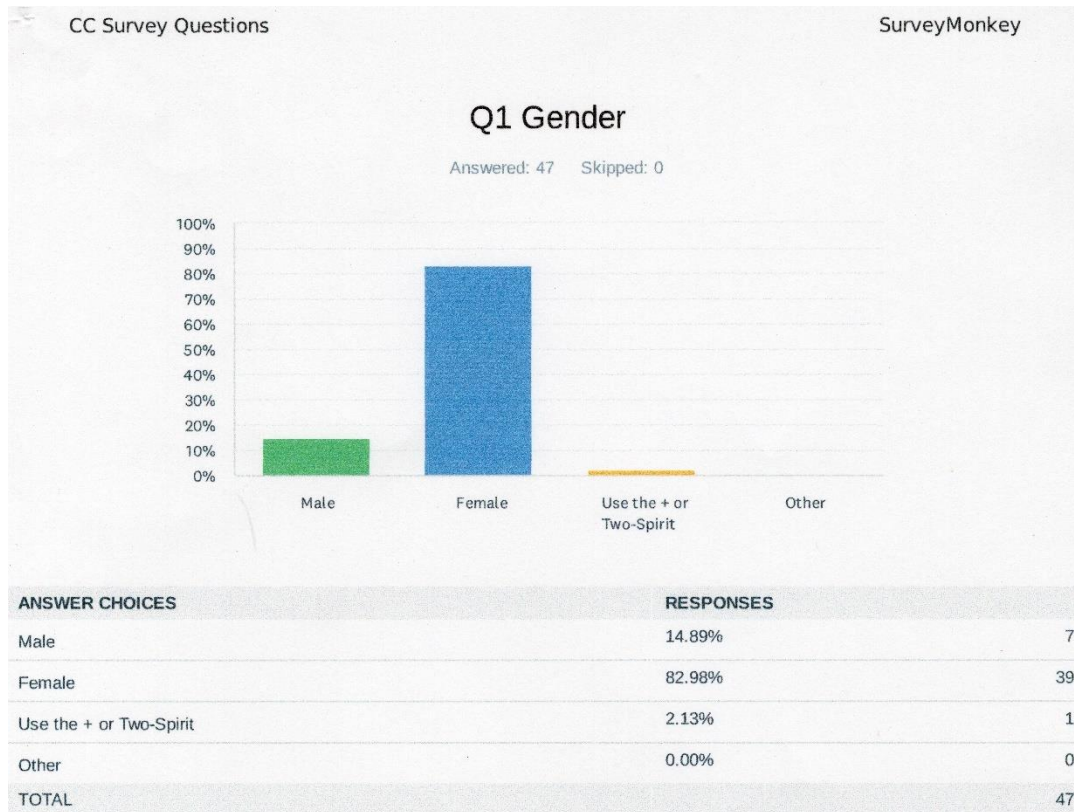 CC Survey Questions SurveyMonkey
Q1 Gender
Answered: 47 Skipped: 0
100%
90%
80%
70%
60%
50%
40%
30%
20%
10%
0%
Male Female Use the + or Other
Two-Spirit
ANSWER CHOICES RESPONSES
Male 14.89% 7
Female 82.98% 39
Use the + or Two-Spirit 2.13% 1
Other 0.00% 0
TOTAL 47